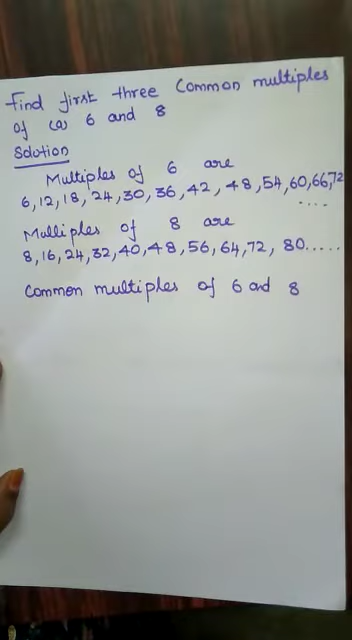 Find first three Common multiples
of (a) 6 and 8
Solution
Multiples of 6 are
6, 12, 18, 24, 30, 36, 42, 48, 54, 60, 66, 72
....
Multiples of 8 are
8, 16, 24, 32, 40, 48, 56, 64, 72, 80.....
Common multiples of 6 and 8